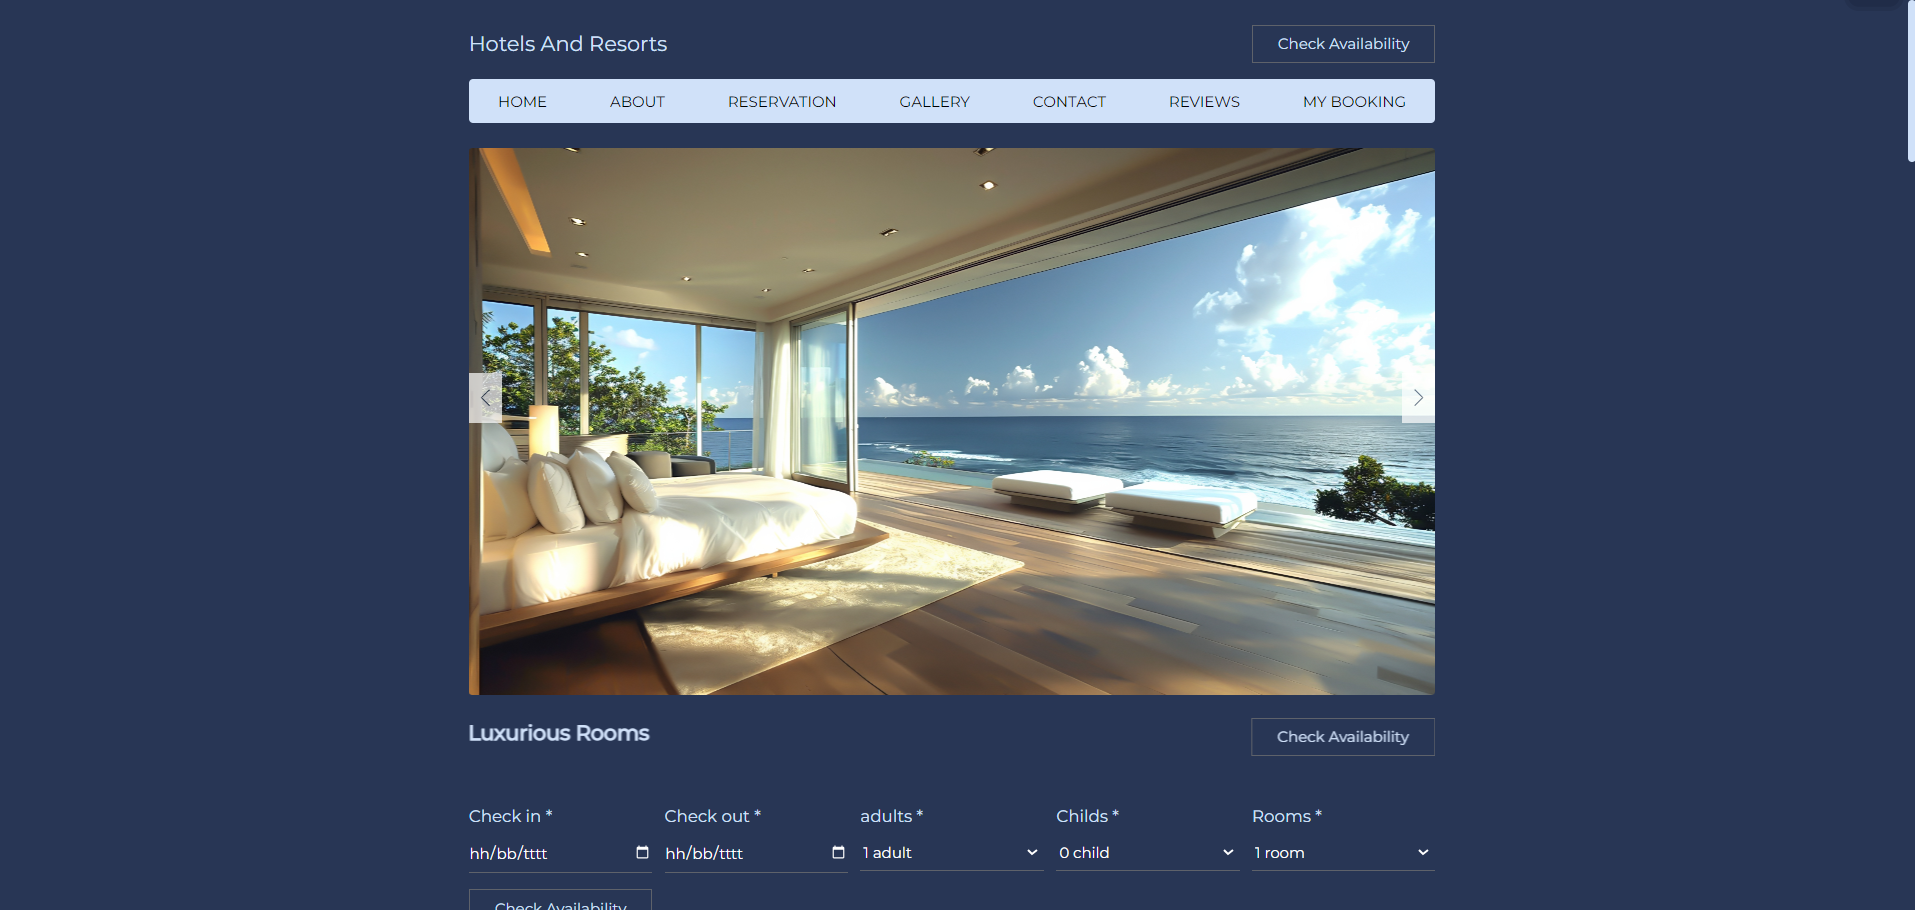 Hotels And Resorts
Check Availability
HOME ABOUT RESERVATION GALLERY CONTACT REVIEWS MY BOOKING
Luxurious Rooms
Check Availability
Check in * Check out * adults * Childs * Rooms *
hh/bb/tttt hh/bb/tttt 1 adult 0 child 1 room
Check Availability